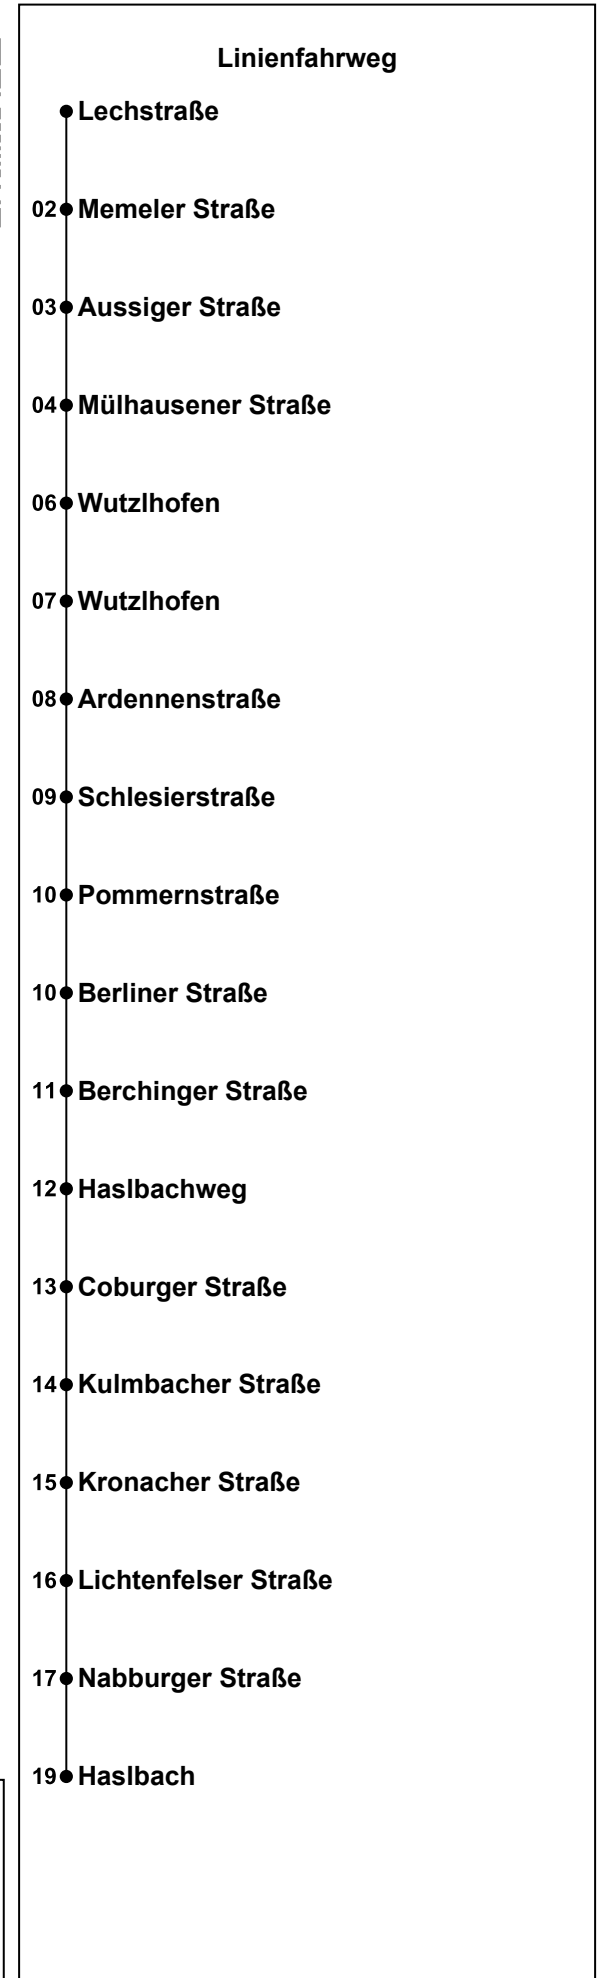 Linienfahrweg
Lechstraße
02 Memeler Straße
03 Aussiger Straße
04 Mülhausener Straße
06 Wutzlhofen
07 Wutzlhofen
08 Ardennenstraße
09 Schlesierstraße
10 Pommernstraße
10 Berliner Straße
11 Berchinger Straße
12 Haslbachweg
13 Coburger Straße
14 Kulmbacher Straße
15 Kronacher Straße
16 Lichtenfelser Straße
17 Nabburger Straße
19 Haslbach